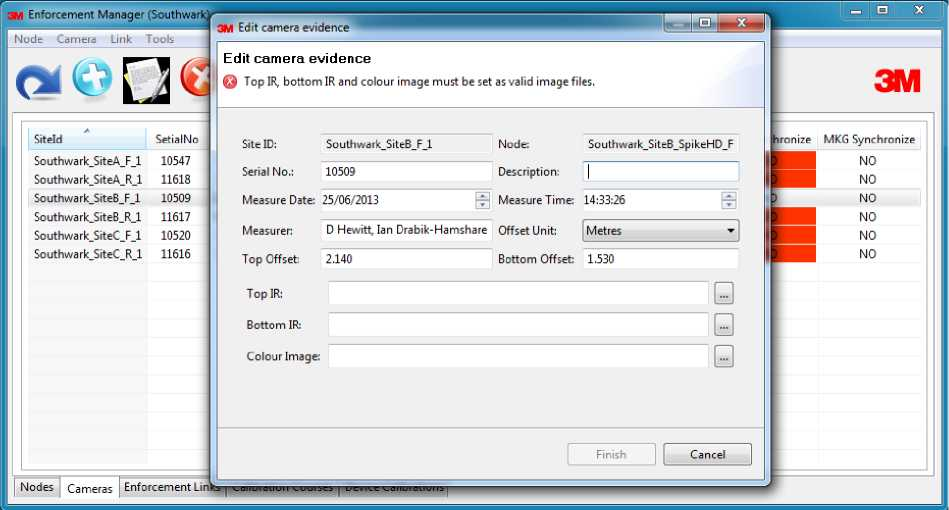 3M Enforcement Manager (Southwark)
Node Camera Link Tools
3M
SiteId SetialNo
Southwark_SiteA_F_1 10547
Southwark_SiteA_R_1 11618
Southwark_SiteB_F_1 10509
Southwark_SiteB_R_1 11617
Southwark_SiteC_F_1 10520
Southwark_SiteC_R_1 11616
3M Edit camera evidence
Edit camera evidence
Top IR, bottom IR and colour image must be set as valid image files.
Site ID: Southwark_SiteB_F_1 Node: Southwark_SiteB_SpikeHD_F
Serial No.: 10509 Description:
Measure Date: 25/06/2013 Measure Time: 14:33:26
Measurer: D Hewitt, Ian Drabik-Hamshare Offset Unit: Metres
Top Offset: 2.140 Bottom Offset: 1.530
Top IR: ...
Bottom IR: ...
Colour Image: ...
Finish Cancel
hronize MKG Synchronize
NO
NO
NO
NO
NO
NO
Nodes Cameras Enforcement Links Calibration Courses Device Calibrations